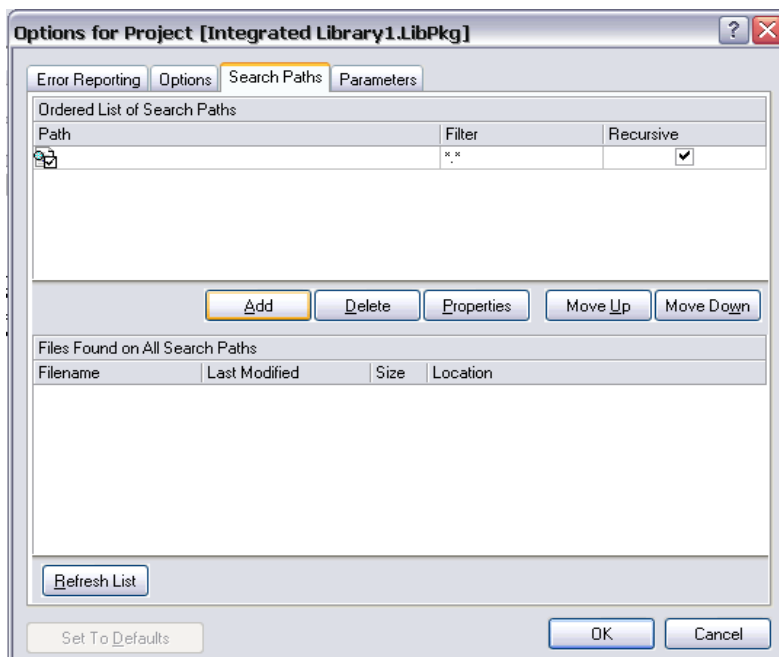 Options for Project [Integrated Library1.LibPkg]
Error Reporting Options Search Paths Parameters
Ordered List of Search Paths
Path Filter Recursive
*.*
Add Delete Properties Move Up Move Down
Files Found on All Search Paths
Filename Last Modified Size Location
Refresh List
Set To Defaults OK Cancel